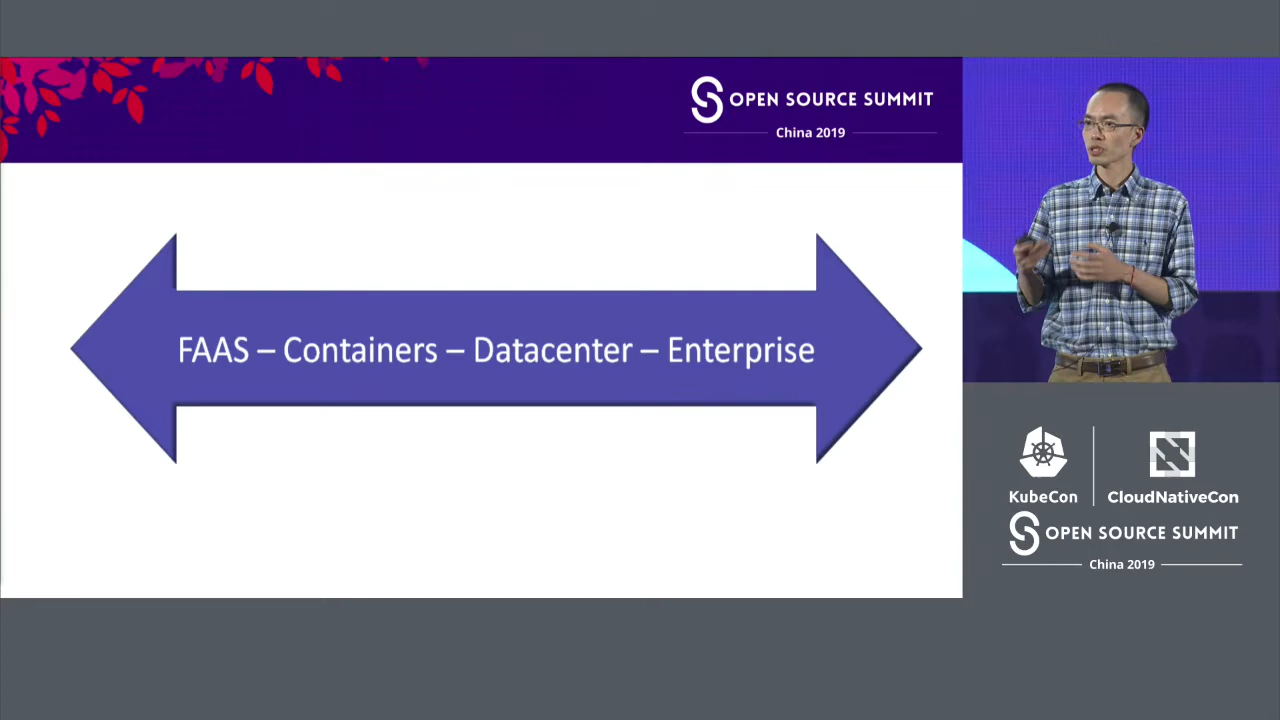 OPEN SOURCE SUMMIT
China 2019
FAAS – Containers – Datacenter – Enterprise
KubeCon
CloudNativeCon
OPEN SOURCE SUMMIT
China 2019